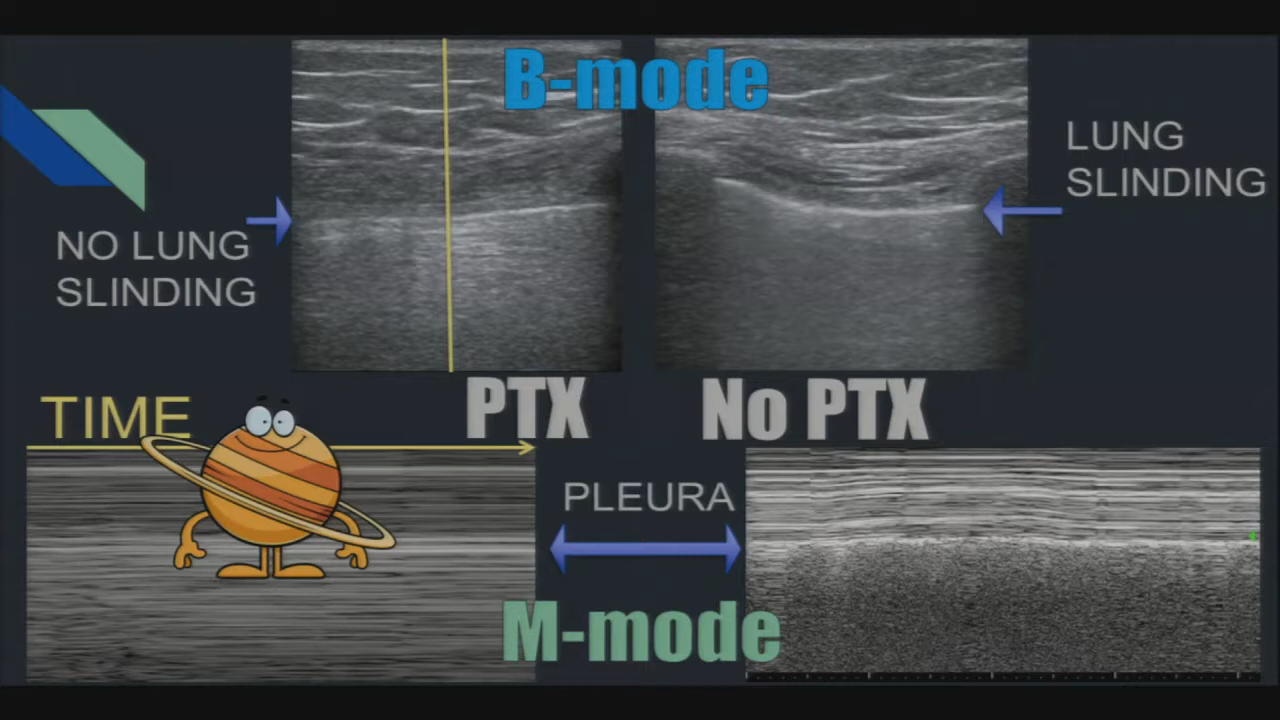 B-mode
LUNG
SLINDING
NO LUNG
SLINDING
PTX
No PTX
TIME
PLEURA
M-mode